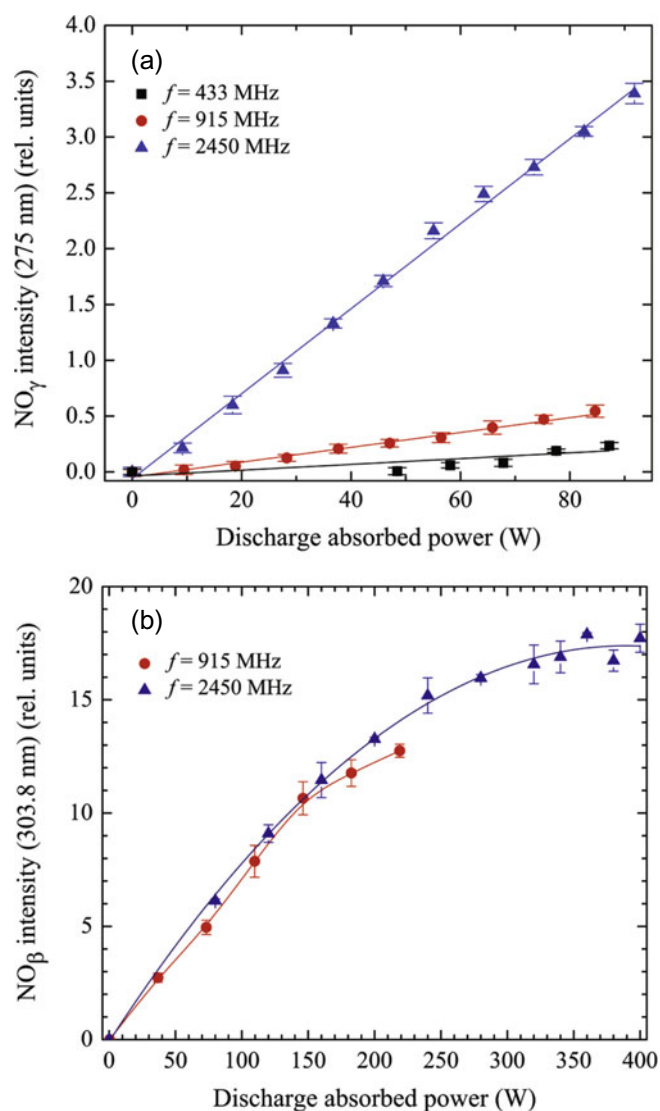 (a)
f = 433 MHz
f = 915 MHz
f = 2450 MHz
4.0
3.5
3.0
2.5
2.0
1.5
1.0
0.5
0.0
NOγ intensity (275 nm) (rel. units)
0 20 40 60 80
Discharge absorbed power (W)
(b)
f = 915 MHz
f = 2450 MHz
20
15
10
5
0
NOβ intensity (303.8 nm) (rel. units)
0 50 100 150 200 250 300 350 400
Discharge absorbed power (W)